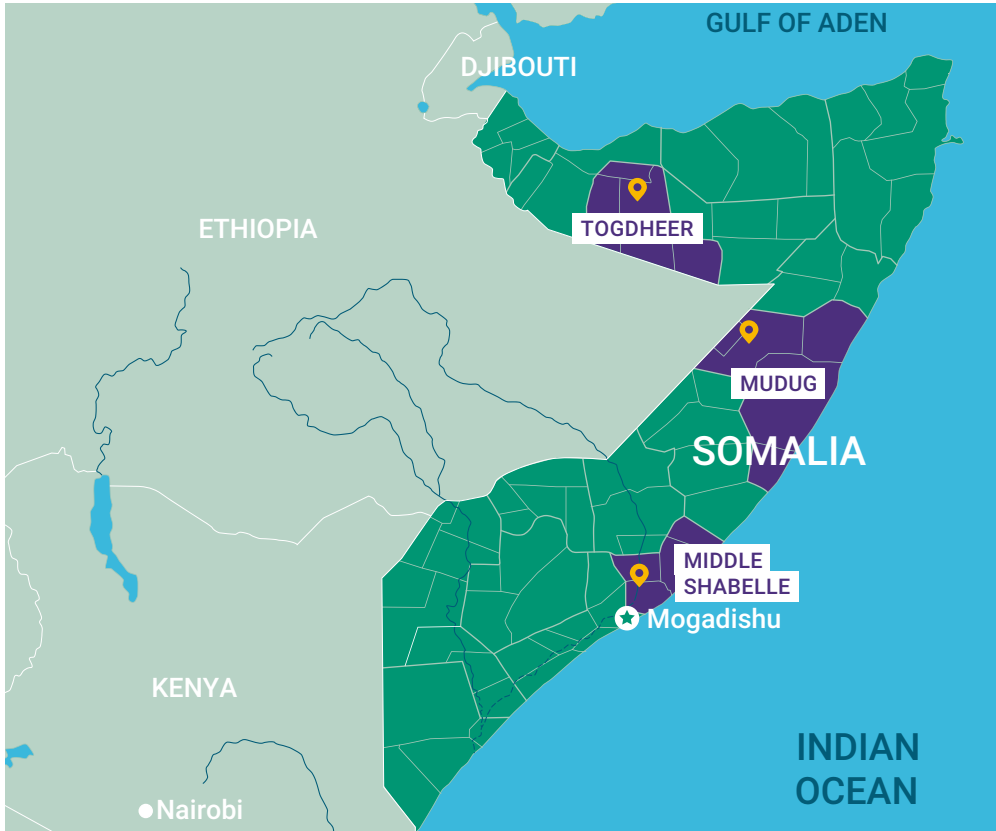 GULF OF ADEN
DJIBOUTI
ETHIOPIA
TOGDHEER
MUDUG
SOMALIA
MIDDLE
SHABELLE
Mogadishu
KENYA
INDIAN
OCEAN
Nairobi